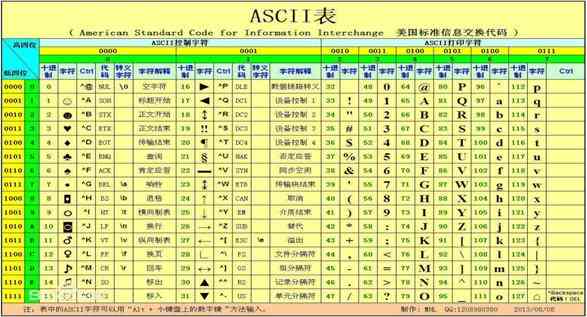 ASCII表
( American Standard Code for Information Interchange 美国标准信息交换代码 )
高四位 ASCII控制字符 ASCII打印字符
0000 0001 0010 0011 0100 0101 0110 0111
低四位 十进制 字符 Ctrl 代码 转义字符 字符解释 十进制 字符 Ctrl 代码 转义字符 字符解释 十进制 字符 十进制 字符 十进制 字符 十进制 字符 十进制 字符 十进制 字符 Ctrl
0000 0 0 ^@ NUL \0 空字符 16 ► ^P DLE 数据链路转义 32 48 0 64 @ 80 P 96 ` 112 p
0001 1 1 ☺ ^A SOH 标题开始 17 ◄ ^Q DC1 设备控制 1 33 ! 49 1 65 A 81 Q 97 a 113 q
0010 2 2 ☻ ^B STX 正文开始 18 ↕ ^R DC2 设备控制 2 34 " 50 2 66 B 82 R 98 b 114 r
0011 3 3 ♥ ^C ETX 正文结束 19 ‼ ^S DC3 设备控制 3 35 # 51 3 67 C 83 S 99 c 115 s
0100 4 4 ♦ ^D EOT 传输结束 20 ¶ ^T DC4 设备控制 4 36 $ 52 4 68 D 84 T 100 d 116 t
0101 5 5 ♣ ^E ENQ 查询 21 § ^U NAK 否定应答 37 % 53 5 69 E 85 U 101 e 117 u
0110 6 6 ♠ ^F ACK 肯定应答 22 ▬ ^V SYN 同步空闲 38 & 54 6 70 F 86 V 102 f 118 v
0111 7 7 • ^G BEL \a 响铃 23 ↨ ^W ETB 传输块结束 39 ' 55 7 71 G 87 W 103 g 119 w
1000 8 8 ◘ ^H BS \b 退格 24 ↑ ^X CAN 取消 40 ( 56 8 72 H 88 X 104 h 120 x
1001 9 9 ○ ^I HT \t 横向制表 25 ↓ ^Y EM 介质结束 41 ) 57 9 73 I 89 Y 105 i 121 y
1010 A 10 ◙ ^J LF \n 换行 26 → ^Z SUB 替代 42 * 58 : 74 J 90 Z 106 j 122 z
1011 B 11 ♂ ^K VT \v 纵向制表 27 ← ^[ ESC \e 溢出 43 + 59 ; 75 K 91 [ 107 k 123 {
1100 C 12 ♀ ^L FF \f 换页 28 ∟ ^\ FS 文件分隔符 44 , 60 < 76 L 92 \ 108 l 124 |
1101 D 13 ♪ ^M CR \r 回车 29 ↔ ^] GS 组分隔符 45 - 61 = 77 M 93 ] 109 m 125 }
1110 E 14 ♫ ^N SO 移出 30 ▲ ^^ RS 记录分隔符 46 . 62 > 78 N 94 ^ 110 n 126 ~
1111 15 ^O SI 移入 31 ▼ ^- US 单元分隔符 47 / 63 ? 79 O 95 _ 111 o 127 ⌂ ^Backspace 代码:DEL
注:表中的ASCII字符可以用"Alt + 小键盘上的数字键"方法输入。
2013/08/08